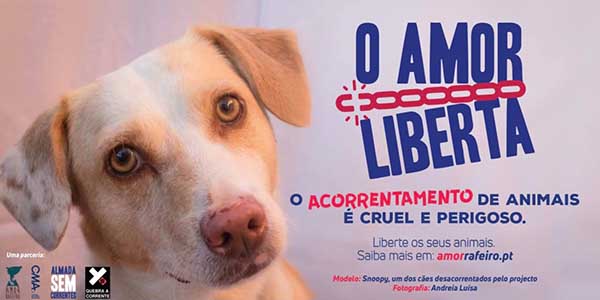 O AMOR
LIBERTA
O ACORRENTAMENTO DE ANIMAIS
É CRUEL E PERIGOSO.
Liberte os seus animais.
Saiba mais em: amorrafeiro.pt
Modelo: Snoopy, um dos cães desacorrentados pelo projecto
Fotografia: Andreia Luísa
Uma parceria:
CMA
ALMADA
SEM
CORRENTES
QUEBRA A
CORRENTE